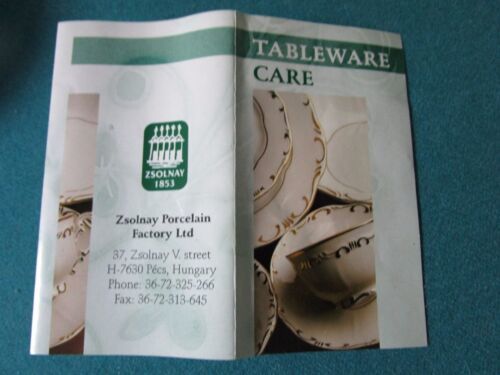 TABLEWARE
CARE
ZSOLNAY
1853
Zsolnay Porcelain
Factory Ltd
37, Zsolnay V. street
H-7630 Pécs, Hungary
Phone: 36-72-325-266
Fax: 36-72-313-645